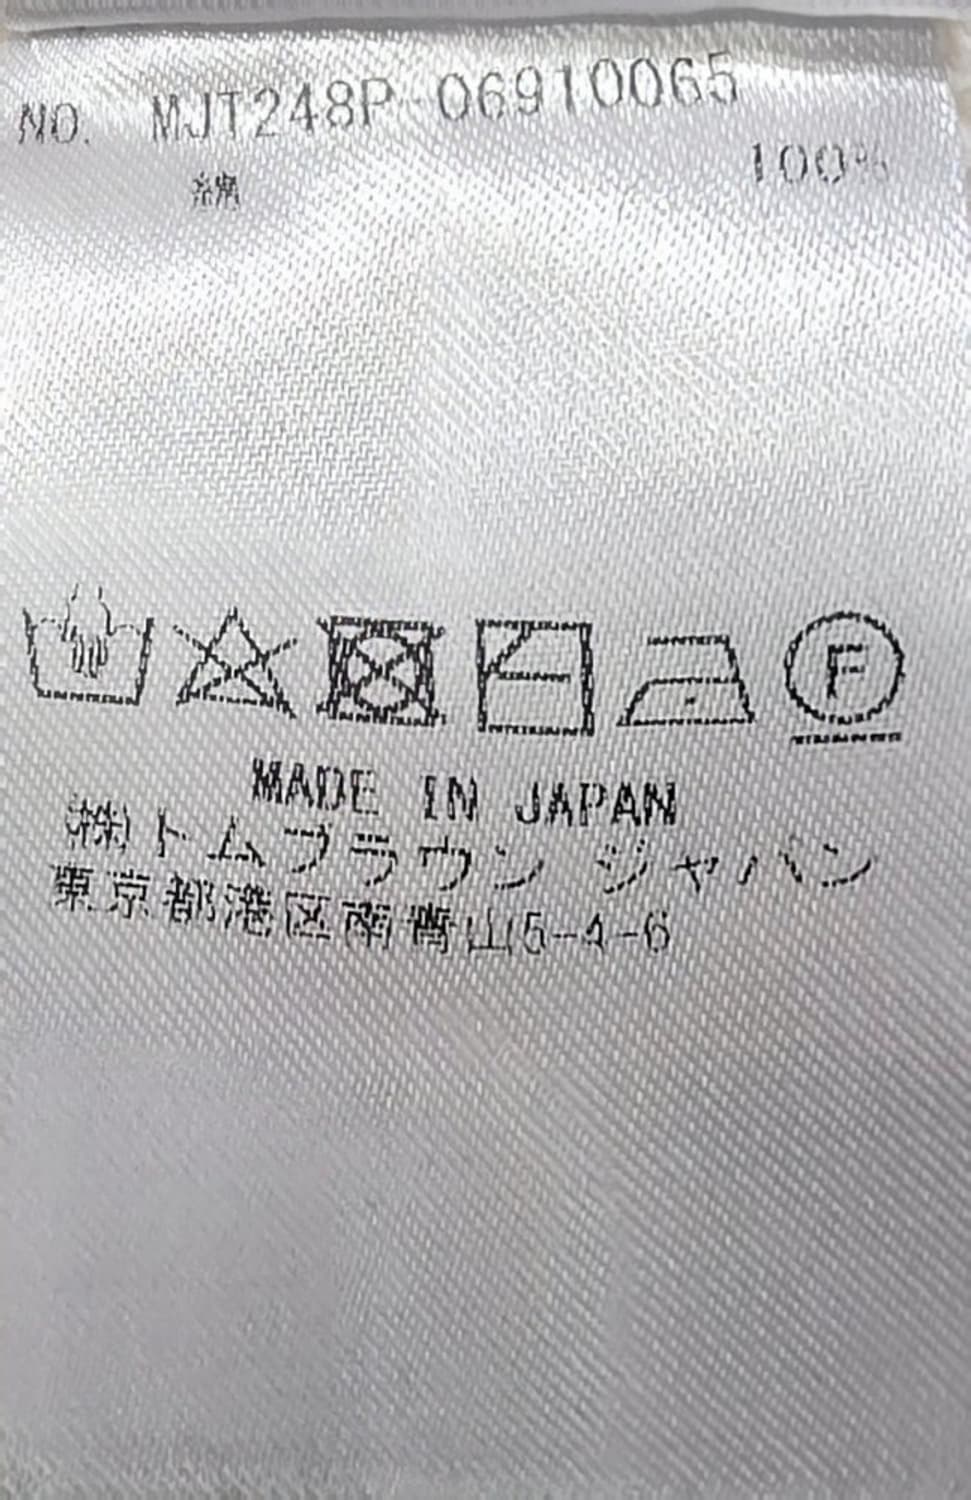 NO. MJT248P-06910065
綿 100%
F
MADE IN JAPAN
(株)トムブラウン ジャパン
東京都港区南青山5-4-6